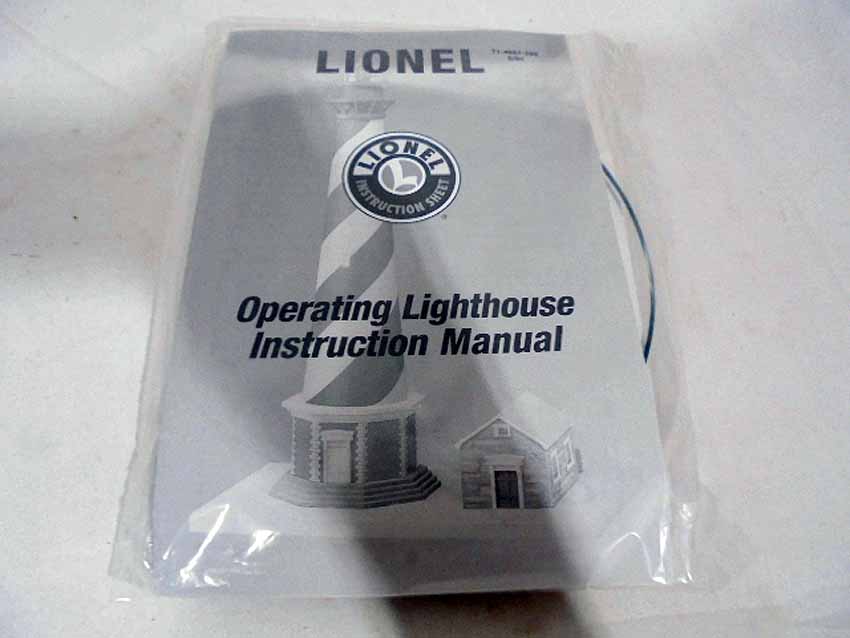 LIONEL
LIONEL
L
INSTRUCTION SHEET
®
Operating Lighthouse
Instruction Manual